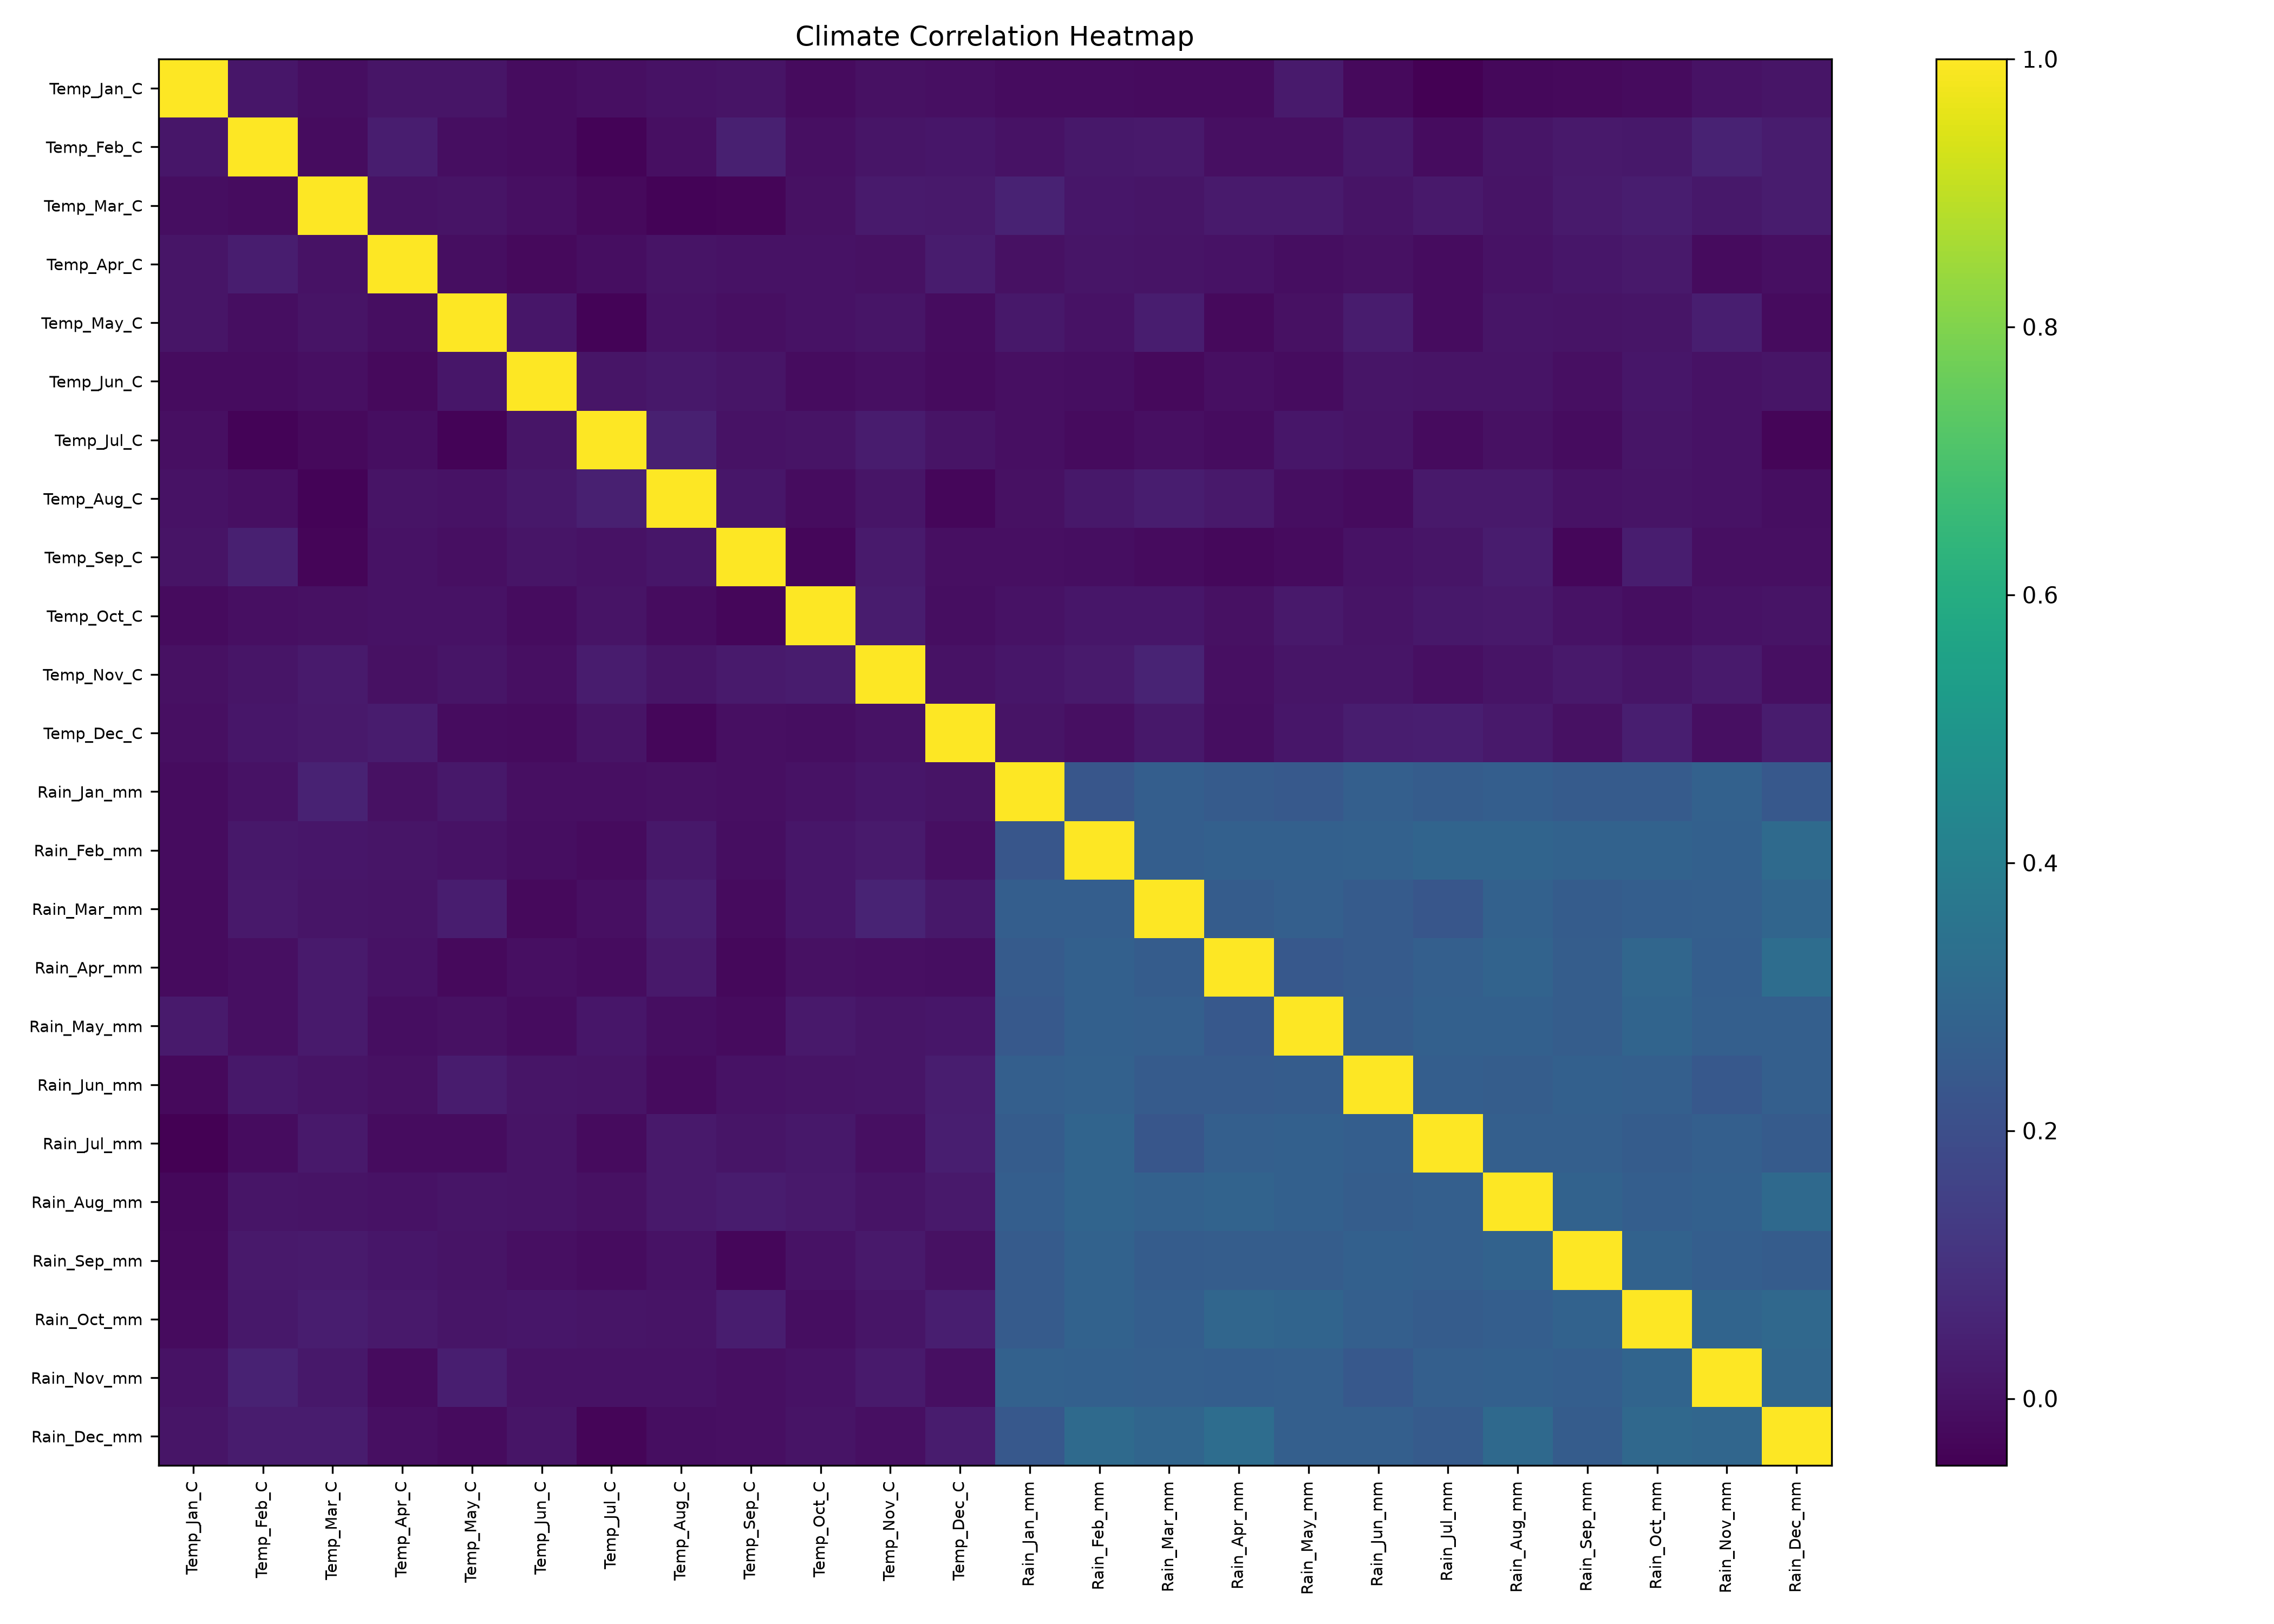 Climate Correlation Heatmap
Temp_Jan_C
Temp_Feb_C
Temp_Mar_C
Temp_Apr_C
Temp_May_C
Temp_Jun_C
Temp_Jul_C
Temp_Aug_C
Temp_Sep_C
Temp_Oct_C
Temp_Nov_C
Temp_Dec_C
Rain_Jan_mm
Rain_Feb_mm
Rain_Mar_mm
Rain_Apr_mm
Rain_May_mm
Rain_Jun_mm
Rain_Jul_mm
Rain_Aug_mm
Rain_Sep_mm
Rain_Oct_mm
Rain_Nov_mm
Rain_Dec_mm
Temp_Jan_C
Temp_Feb_C
Temp_Mar_C
Temp_Apr_C
Temp_May_C
Temp_Jun_C
Temp_Jul_C
Temp_Aug_C
Temp_Sep_C
Temp_Oct_C
Temp_Nov_C
Temp_Dec_C
Rain_Jan_mm
Rain_Feb_mm
Rain_Mar_mm
Rain_Apr_mm
Rain_May_mm
Rain_Jun_mm
Rain_Jul_mm
Rain_Aug_mm
Rain_Sep_mm
Rain_Oct_mm
Rain_Nov_mm
Rain_Dec_mm
1.0
0.8
0.6
0.4
0.2
0.0